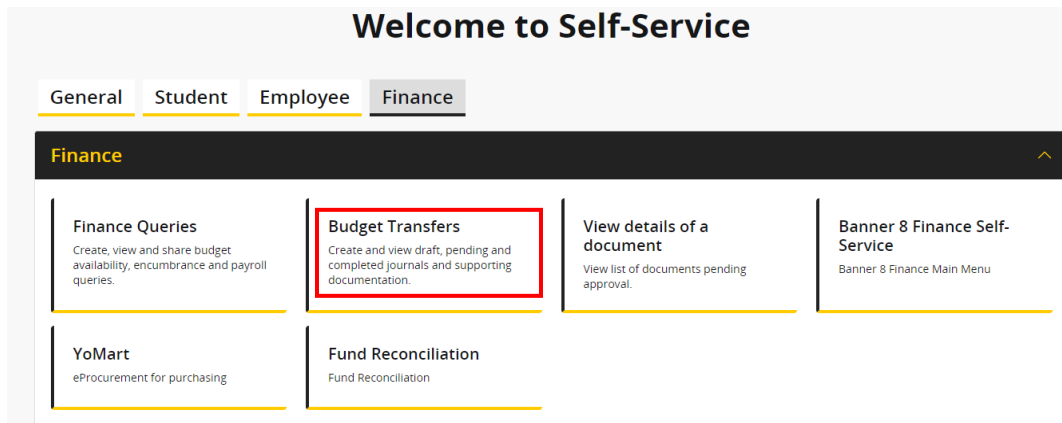 Welcome to Self-Service
General Student Employee Finance
Finance
Finance Queries
Create, view and share budget
availability, encumbrance and payroll
queries.
Budget Transfers
Create and view draft, pending and
completed journals and supporting
documentation.
View details of a
document
View list of documents pending
approval.
Banner 8 Finance Self-
Service
Banner 8 Finance Main Menu
YoMart
eProcurement for purchasing
Fund Reconciliation
Fund Reconciliation